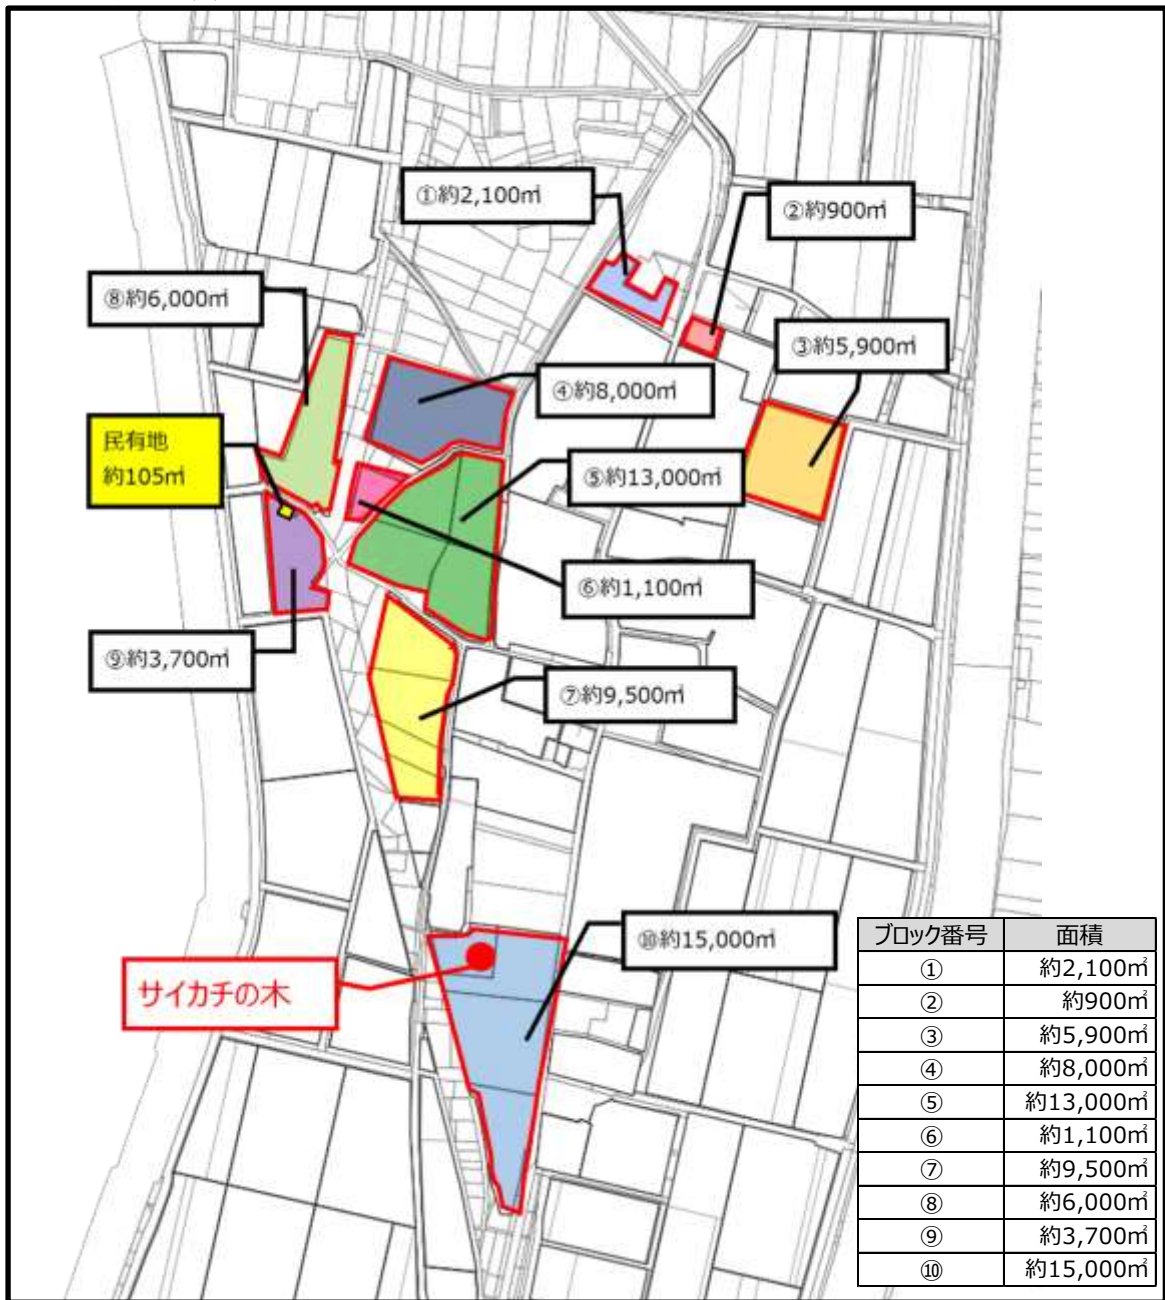 ①約2,100㎡
②約900㎡
⑧約6,000㎡
③約5,900㎡
④約8,000㎡
民有地
約105㎡
⑤約13,000㎡
⑥約1,100㎡
⑨約3,700㎡
⑦約9,500㎡
⑩約15,000㎡
サイカチの木
ブロック番号 面積
① 約2,100㎡
② 約900㎡
③ 約5,900㎡
④ 約8,000㎡
⑤ 約13,000㎡
⑥ 約1,100㎡
⑦ 約9,500㎡
⑧ 約6,000㎡
⑨ 約3,700㎡
⑩ 約15,000㎡